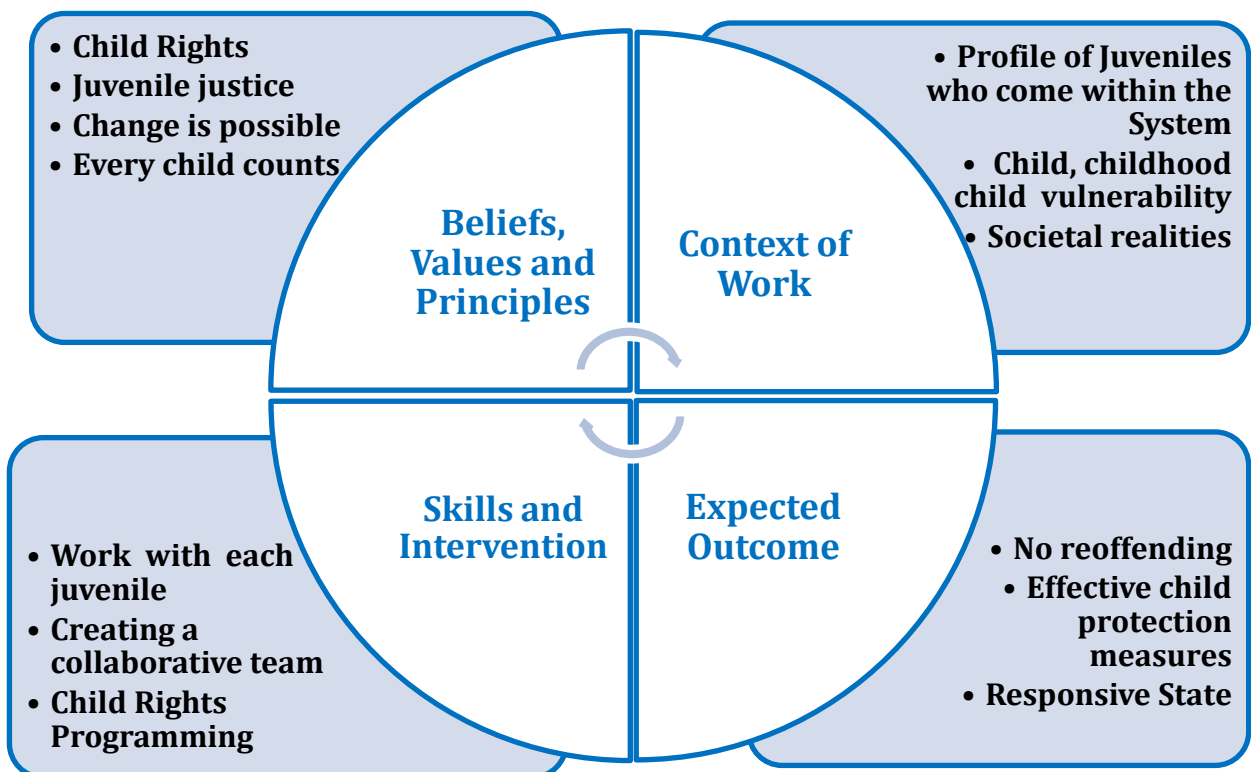 • Child Rights
• Juvenile justice
• Change is possible
• Every child counts
Beliefs,
Values and
Principles
• Profile of Juveniles
who come within the
System
• Child, childhood
child vulnerability
• Societal realities
Context of
Work
Skills and
Intervention
• Work with each
juvenile
• Creating a
collaborative team
• Child Rights
Programming
Expected
Outcome
• No reoffending
• Effective child
protection
measures
• Responsive State